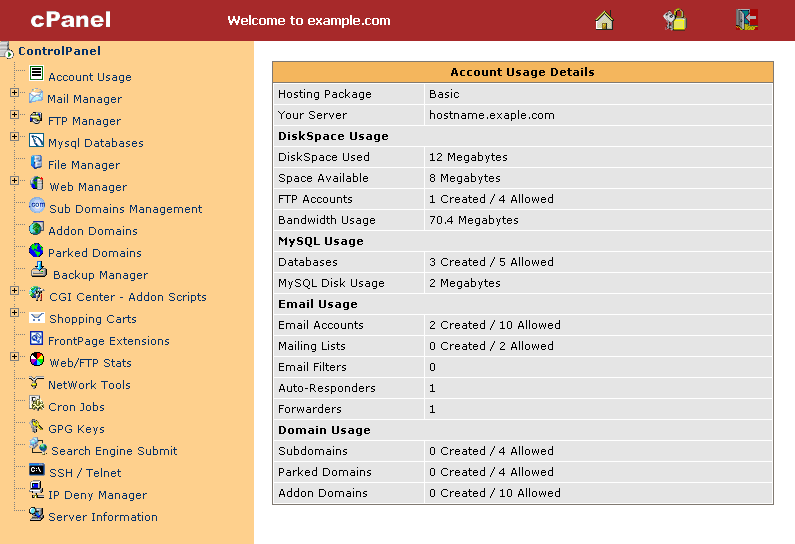 cPanel
Welcome to example.com
ControlPanel
Account Usage
Mail Manager
FTP Manager
Mysql Databases
File Manager
Web Manager
.com
Sub Domains Management
Addon Domains
Parked Domains
Backup Manager
CGI Center - Addon Scripts
Shopping Carts
FrontPage Extensions
Web/FTP Stats
NetWork Tools
Cron Jobs
GPG Keys
Search Engine Submit
C:\
SSH / Telnet
IP Deny Manager
Server Information
Account Usage Details
Hosting Package Basic
Your Server hostname.exaple.com
DiskSpace Usage
DiskSpace Used 12 Megabytes
Space Available 8 Megabytes
FTP Accounts 1 Created / 4 Allowed
Bandwidth Usage 70.4 Megabytes
MySQL Usage
Databases 3 Created / 5 Allowed
MySQL Disk Usage 2 Megabytes
Email Usage
Email Accounts 2 Created / 10 Allowed
Mailing Lists 0 Created / 2 Allowed
Email Filters 0
Auto-Responders 1
Forwarders 1
Domain Usage
Subdomains 0 Created / 4 Allowed
Parked Domains 0 Created / 4 Allowed
Addon Domains 0 Created / 10 Allowed